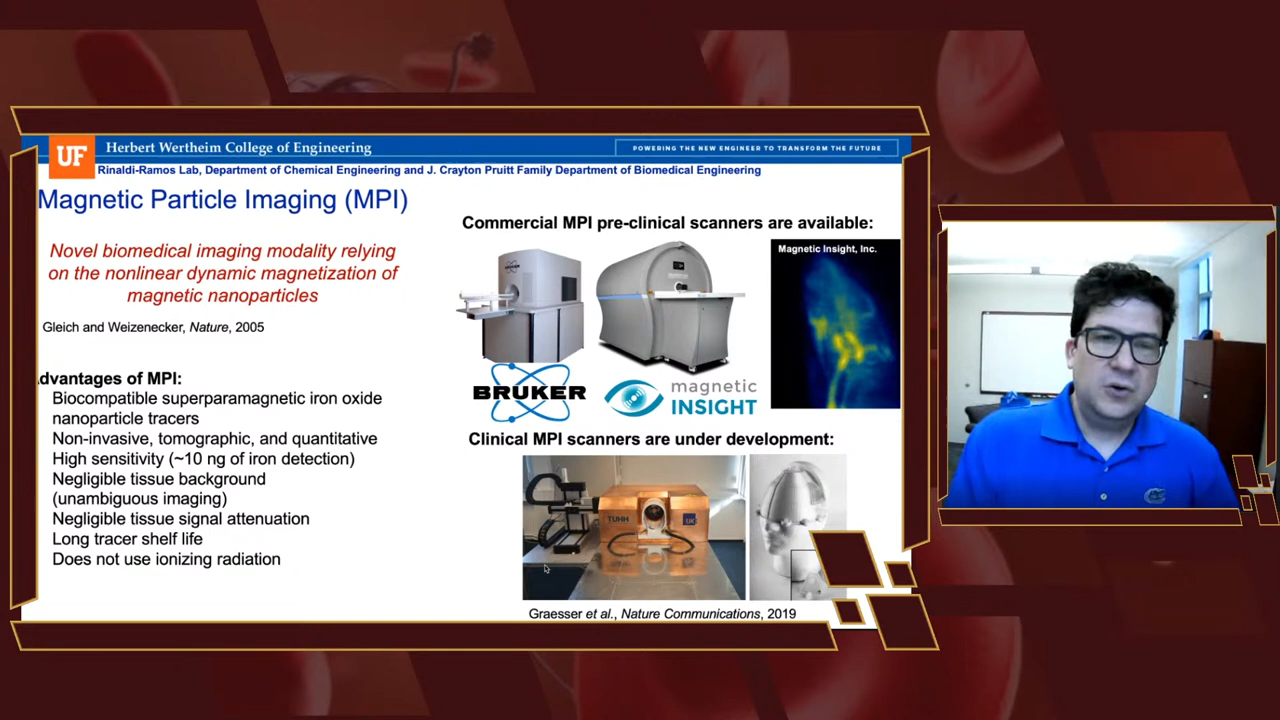 UF
Herbert Wertheim College of Engineering
POWERING THE NEW ENGINEER TO TRANSFORM THE FUTURE
Rinaldi-Ramos Lab, Department of Chemical Engineering and J. Crayton Pruitt Family Department of Biomedical Engineering
Magnetic Particle Imaging (MPI)
Novel biomedical imaging modality relying
on the nonlinear dynamic magnetization of
magnetic nanoparticles
Gleich and Weizenecker, Nature, 2005
dvantages of MPI:
Biocompatible superparamagnetic iron oxide
nanoparticle tracers
Non-invasive, tomographic, and quantitative
High sensitivity (~10 ng of iron detection)
Negligible tissue background
(unambiguous imaging)
Negligible tissue signal attenuation
Long tracer shelf life
Does not use ionizing radiation
Commercial MPI pre-clinical scanners are available:
BRUKER
Magnetic Insight, Inc.
BRUKER
magnetic
INSIGHT
Clinical MPI scanners are under development:
TUHH
Graesser et al., Nature Communications, 2019